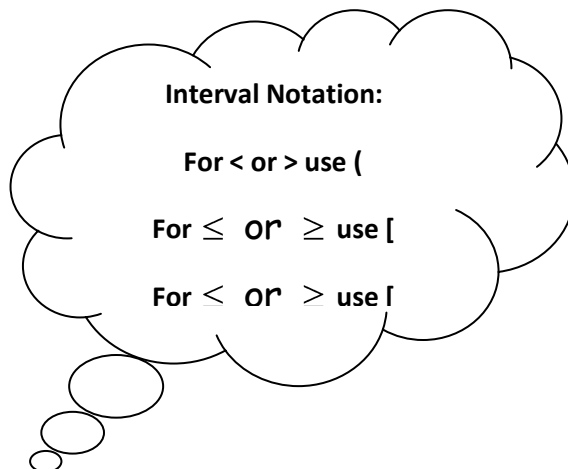 Interval Notation:
For < or > use (
For ≤ or ≥ use [
For ≤ or ≥ use [